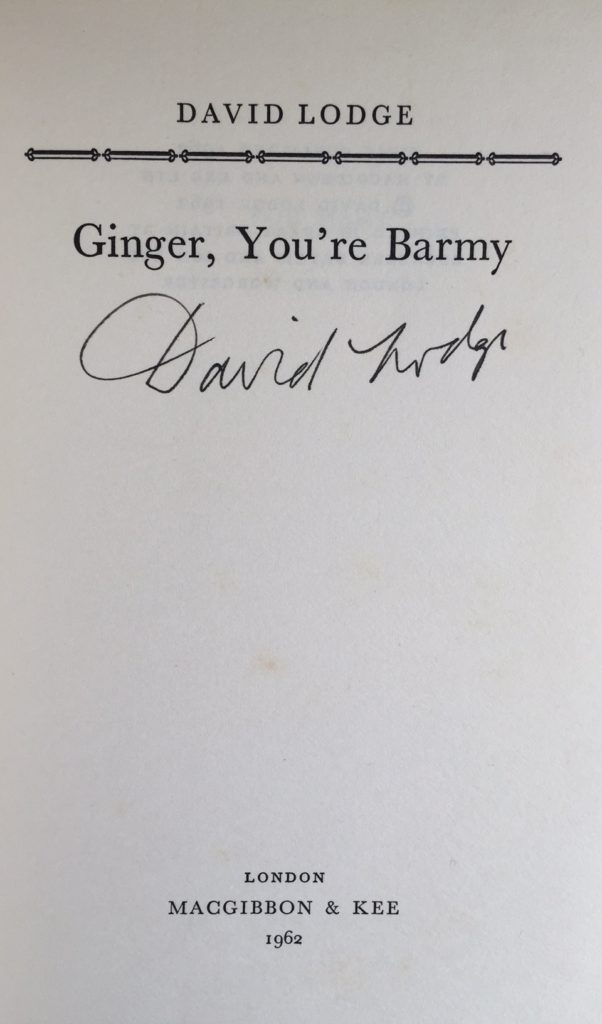 DAVID LODGE
Ginger, You're Barmy
David Lodge
LONDON
MACGIBBON & KEE
1962